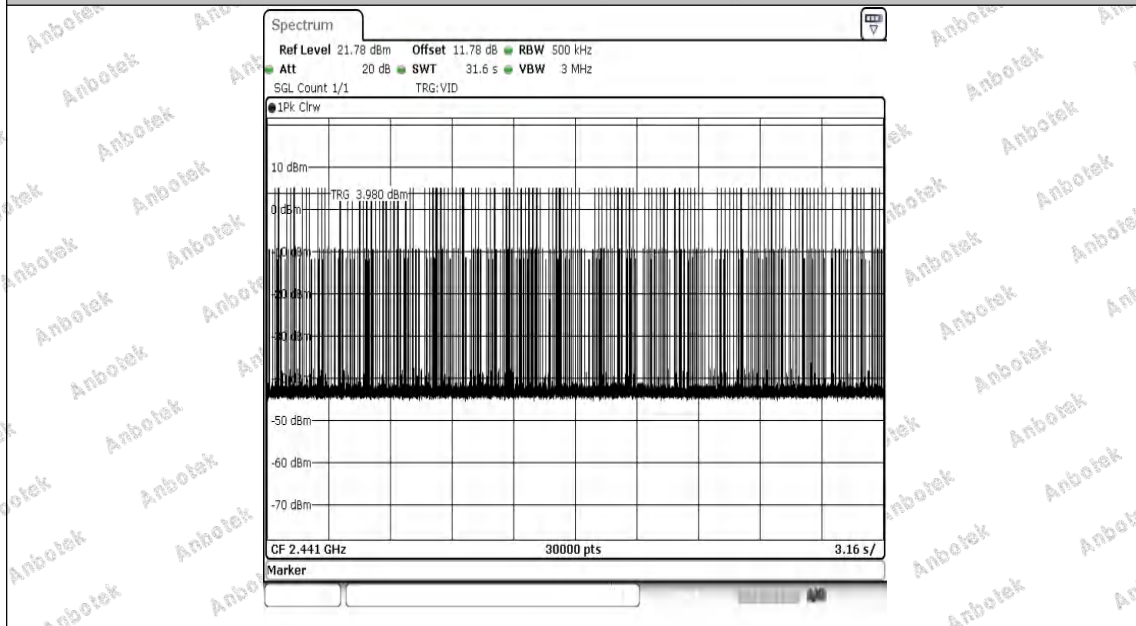 Spectrum
Ref Level 21.78 dBm Offset 11.78 dB RBW 500 kHz
Att 20 dB SWT 31.6 s VBW 3 MHz
SGL Count 1/1 TRG:VID
1Pk Clrw
10 dBm
TRG 3.980 dBm
0 dBm
-10 dBm
-20 dBm
-30 dBm
-50 dBm
-60 dBm
-70 dBm
CF 2.441 GHz 30000 pts 3.16 s/
Marker
Anbotek